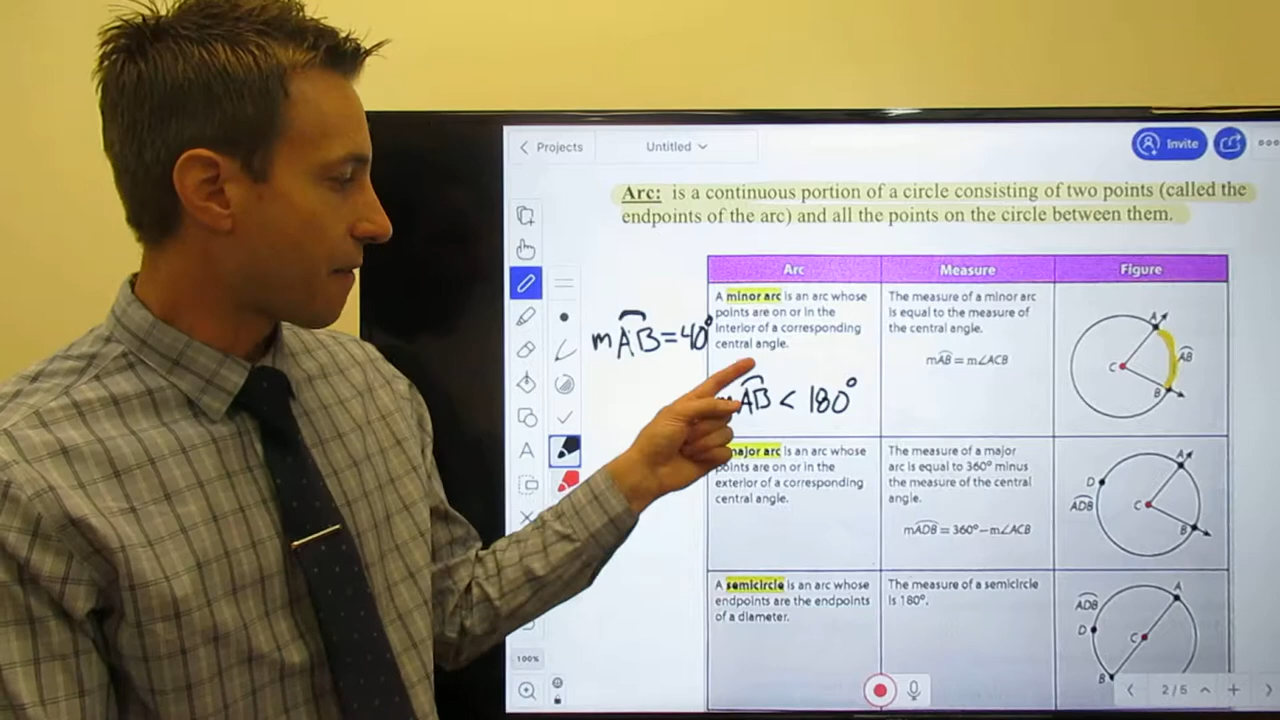 Projects
Untitled
Invite
Arc: is a continuous portion of a circle consisting of two points (called the
endpoints of the arc) and all the points on the circle between them.
Arc
Measure
Figure
A minor arc is an arc whose
points are on or in the
interior of a corresponding
central angle.
The measure of a minor arc
is equal to the measure of
the central angle.
mAB = m∠ACB
A
C
B
AB
mAB=40°
AB < 180°
major arc is an arc whose
points are on or in the
exterior of a corresponding
central angle.
The measure of a major
arc is equal to 360° minus
the measure of the central
angle.
mADB = 360° − m∠ACB
A
D
ADB
C
B
A semicircle is an arc whose
endpoints are the endpoints
of a diameter.
The measure of a semicircle
is 180°.
ADB
A
D
C
B
A
100%
2/5